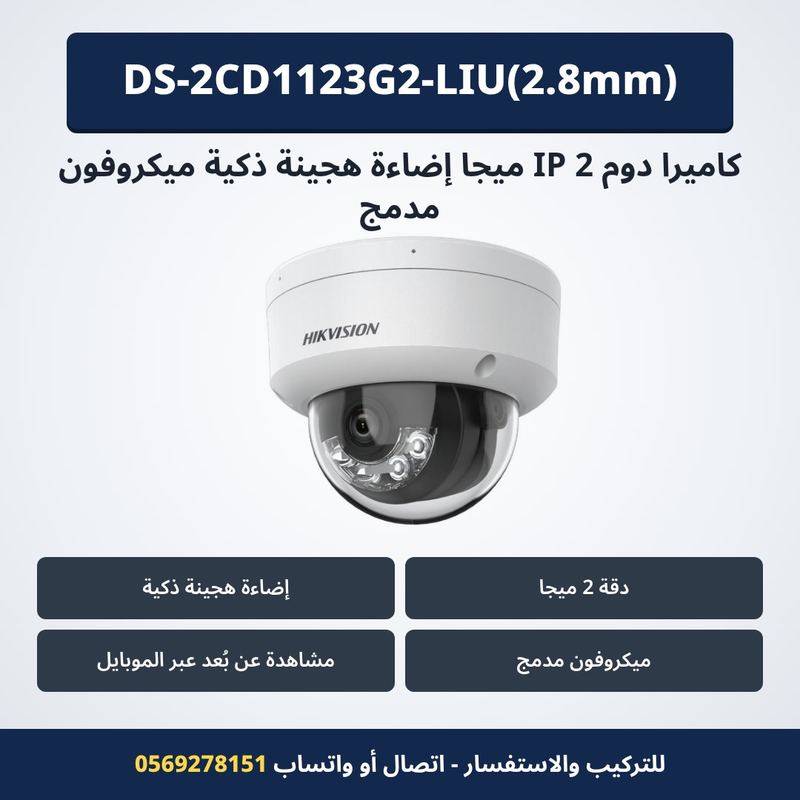 DS-2CD1123G2-LIU(2.8mm)
كاميرا دوم IP 2 ميجا إضاءة هجينة ذكية ميكروفون
مدمج
HIKVISION
دقة 2 ميجا
إضاءة هجينة ذكية
ميكروفون مدمج
مشاهدة عن بُعد عبر الموبايل
للتركيب والاستفسار - اتصال أو واتساب 0569278151